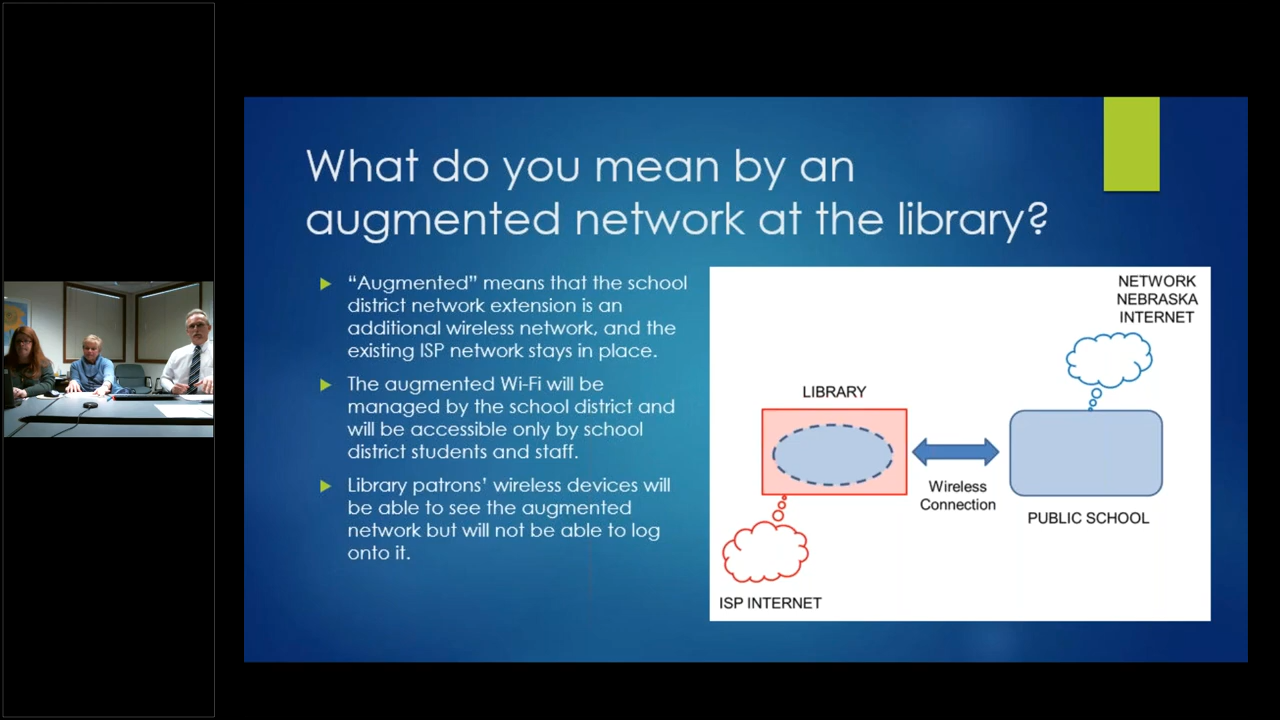 What do you mean by an
augmented network at the library?
“Augmented” means that the school
district network extension is an
additional wireless network, and the
existing ISP network stays in place.
The augmented Wi-Fi will be
managed by the school district and
will be accessible only by school
district students and staff.
Library patrons’ wireless devices will
be able to see the augmented
network but will not be able to log
onto it.
NETWORK
NEBRASKA
INTERNET
LIBRARY
Wireless
Connection
PUBLIC SCHOOL
ISP INTERNET